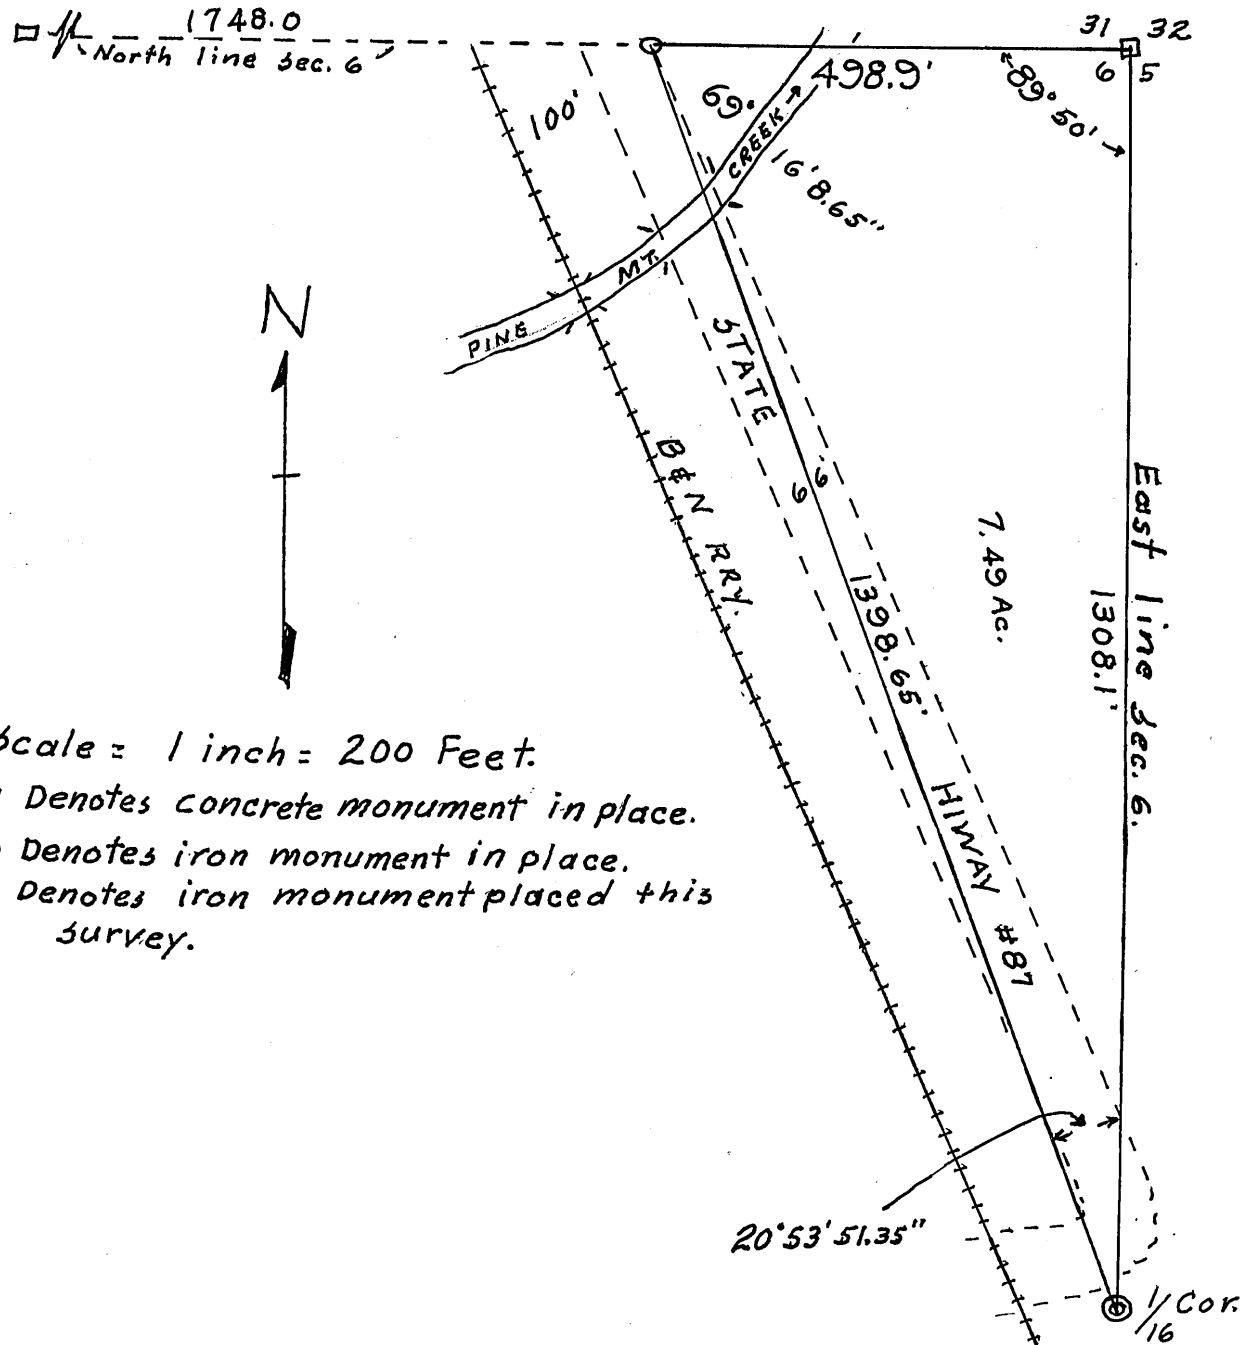 1748.0
North line sec. 6
31 32
6 5
498.9'
89° 50'
100'
69°
16' 8.65"
PINE MT. CREEK
N
STATE HIWAY #87
66
B & N RRY.
1398.65'
7.49 Ac.
1308.1'
East line sec. 6.
Scale = 1 inch = 200 Feet.
Denotes concrete monument in place.
Denotes iron monument in place.
Denotes iron monument placed this
survey.
20° 53' 51.35"
1/16 Cor.